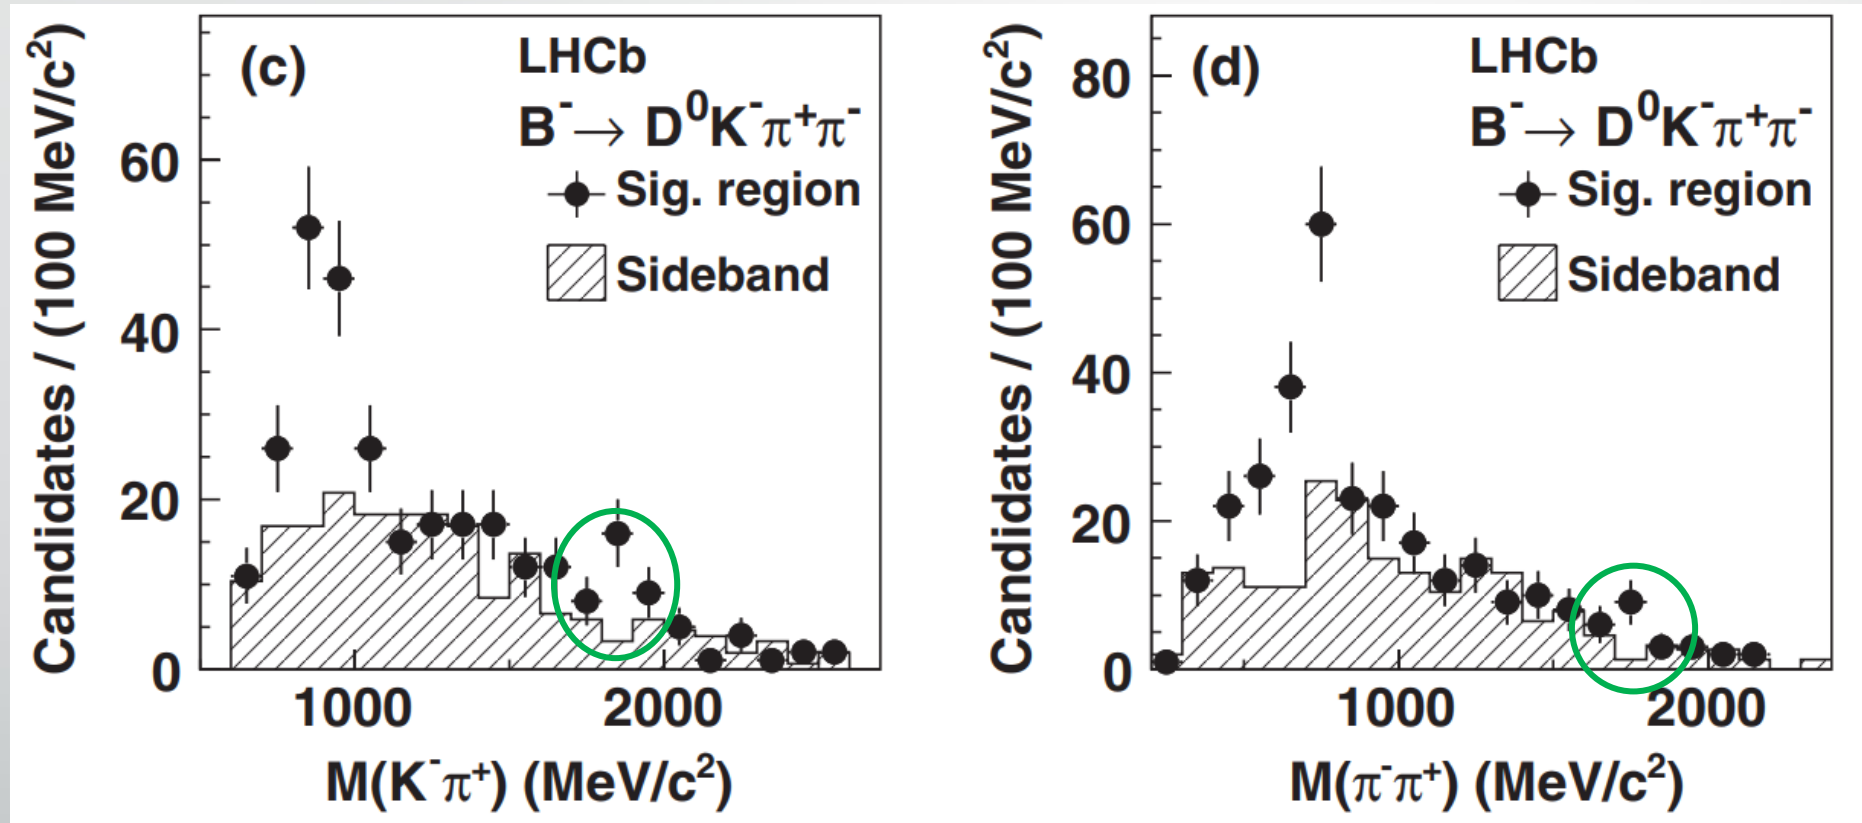 (c)
LHCb
B⁻→ D⁰K⁻π⁺π⁻
Sig. region
Sideband
Candidates / (100 MeV/c²)
60
40
20
0
1000
2000
M(K⁻π⁺) (MeV/c²)
(d)
LHCb
B⁻→ D⁰K⁻π⁺π⁻
Sig. region
Sideband
Candidates / (100 MeV/c²)
80
60
40
20
0
1000
2000
M(π⁻π⁺) (MeV/c²)